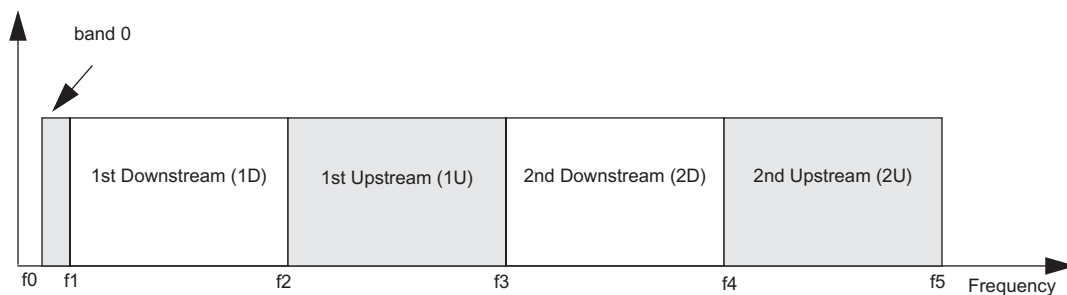 band 0
1st Downstream (1D)
1st Upstream (1U)
2nd Downstream (2D)
2nd Upstream (2U)
f0
f1
f2
f3
f4
f5
Frequency